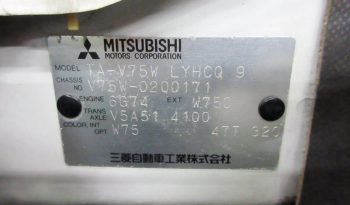 MITSUBISHI
MOTORS CORPORATION
MODEL TA-V75W LYHCQ 9
CHASSIS NO V75W-0200171
ENGINE 6G74 EXT W75C
TRANS AXLE V5A51 4100
COLOR, INT OPT W75 47T 320
三菱自動車工業株式会社